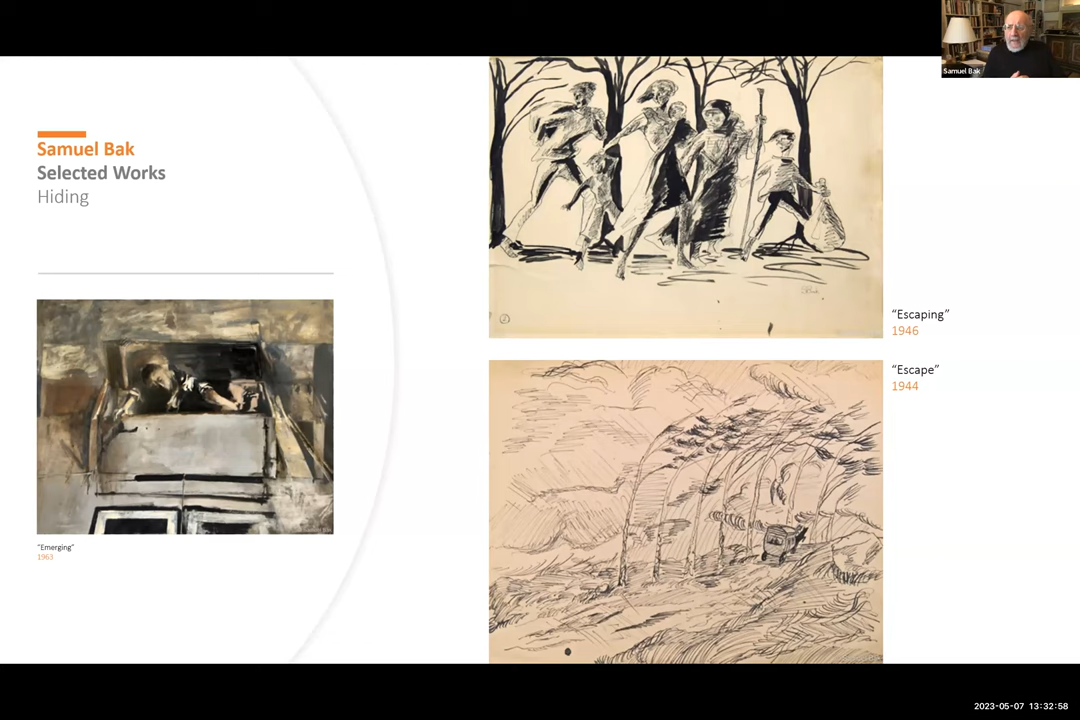 Samuel Bak
Samuel Bak
Selected Works
Hiding
"Emerging"
1963
“Escaping”
1946
“Escape”
1944
2023-05-07 13:32:58